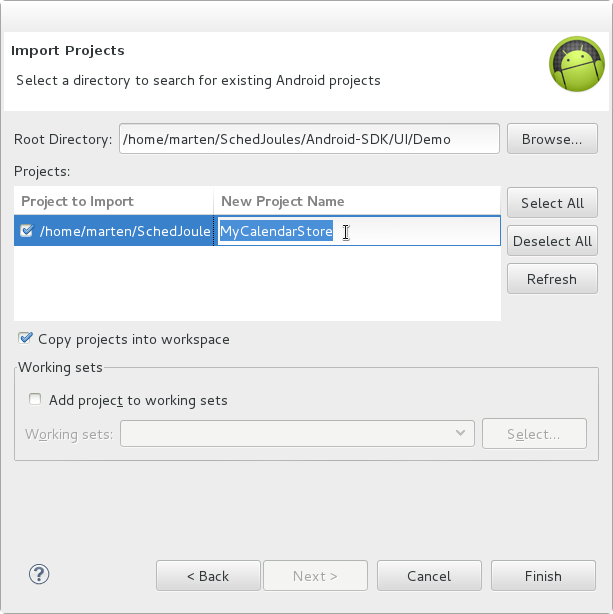 Import Projects
Select a directory to search for existing Android projects
Root Directory: /home/marten/SchedJoules/Android-SDK/UI/Demo Browse...
Projects:
Project to Import New Project Name
/home/marten/SchedJoule MyCalendarStore
Select All
Deselect All
Refresh
Copy projects into workspace
Working sets
Add project to working sets
Working sets: Select...
? < Back Next > Cancel Finish